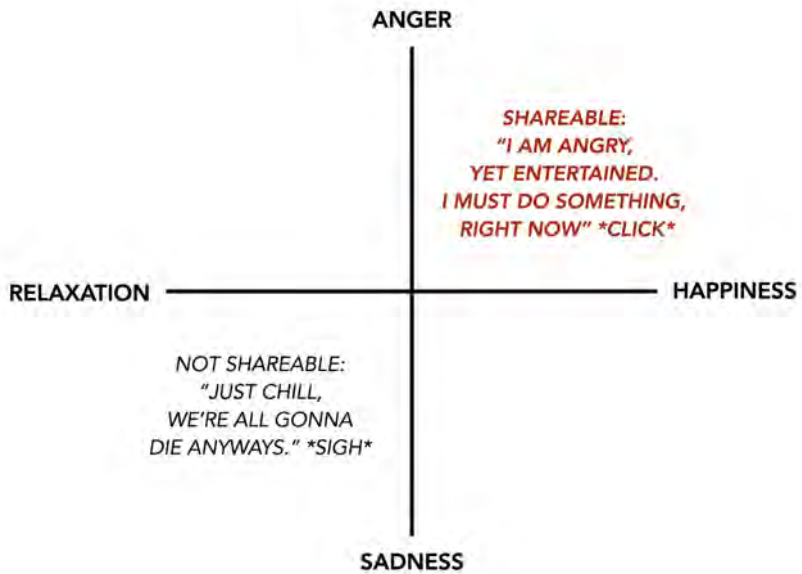 ANGER
SHAREABLE:
"I AM ANGRY,
YET ENTERTAINED.
I MUST DO SOMETHING,
RIGHT NOW" *CLICK*
RELAXATION
HAPPINESS
NOT SHAREABLE:
"JUST CHILL,
WE'RE ALL GONNA
DIE ANYWAYS." *SIGH*
SADNESS